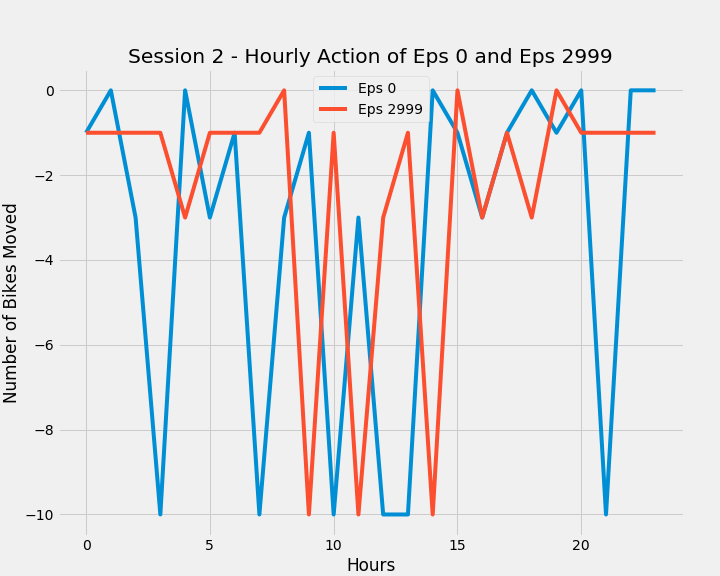 Session 2 - Hourly Action of Eps 0 and Eps 2999
Eps 0
Eps 2999
Number of Bikes Moved
0
−2
−4
−6
−8
−10
0 5 10 15 20
Hours